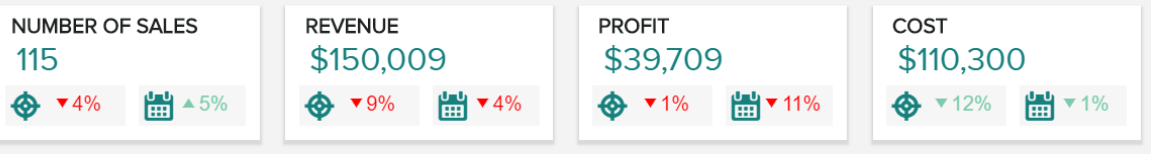 NUMBER OF SALES
115
▼4% ▲5%
REVENUE
$150,009
▼9% ▼4%
PROFIT
$39,709
▼1% ▼11%
COST
$110,300
▼12% ▼1%